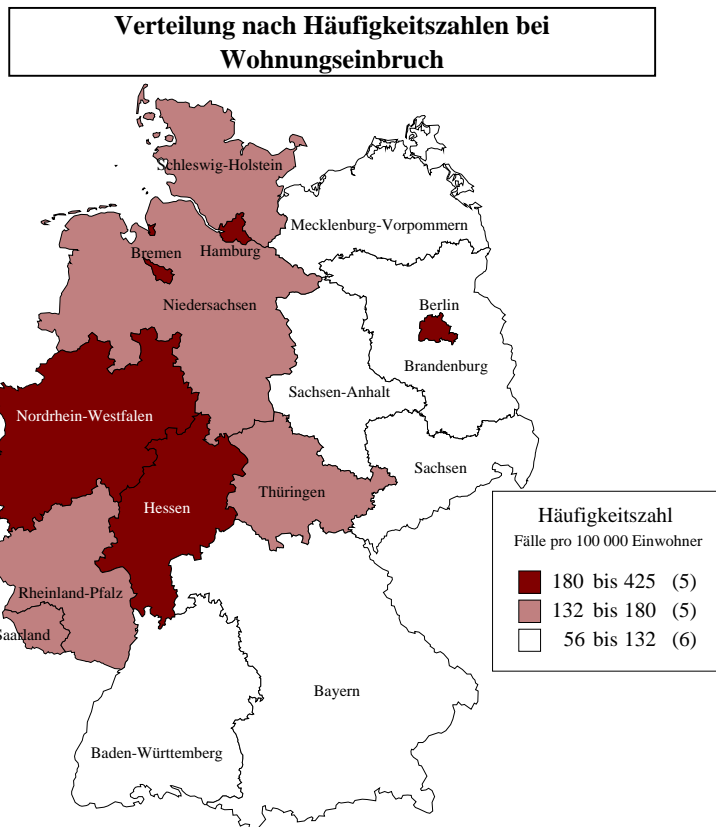 Verteilung nach Häufigkeitszahlen bei
Wohnungseinbruch
Schleswig-Holstein
Mecklenburg-Vorpommern
Bremen
Hamburg
Niedersachsen
Berlin
Brandenburg
Sachsen-Anhalt
Nordrhein-Westfalen
Sachsen
Thüringen
Hessen
Rheinland-Pfalz
Saarland
Bayern
Baden-Württemberg
Häufigkeitszahl
Fälle pro 100 000 Einwohner
180 bis 425 (5)
132 bis 180 (5)
56 bis 132 (6)